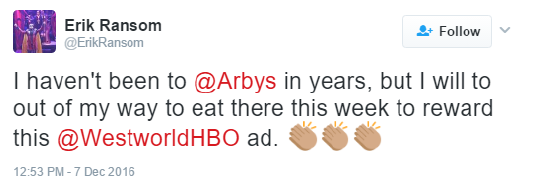 Erik Ransom
@ErikRansom
Follow
I haven't been to @Arbys in years, but I will to
out of my way to eat there this week to reward
this @WestworldHBO ad. 👏🏽👏🏽👏🏽
12:53 PM - 7 Dec 2016